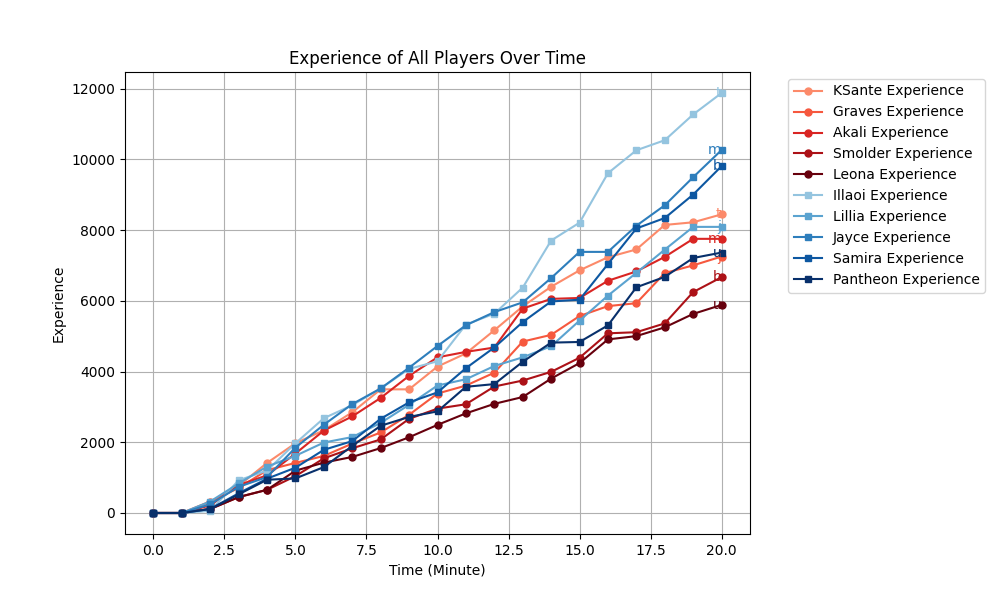 Experience of All Players Over Time
Experience
12000
10000
8000
6000
4000
2000
0
0.0 2.5 5.0 7.5 10.0 12.5 15.0 17.5 20.0
Time (Minute)
m
b
b
u
KSante Experience
Graves Experience
Akali Experience
Smolder Experience
Leona Experience
Illaoi Experience
Lillia Experience
Jayce Experience
Samira Experience
Pantheon Experience